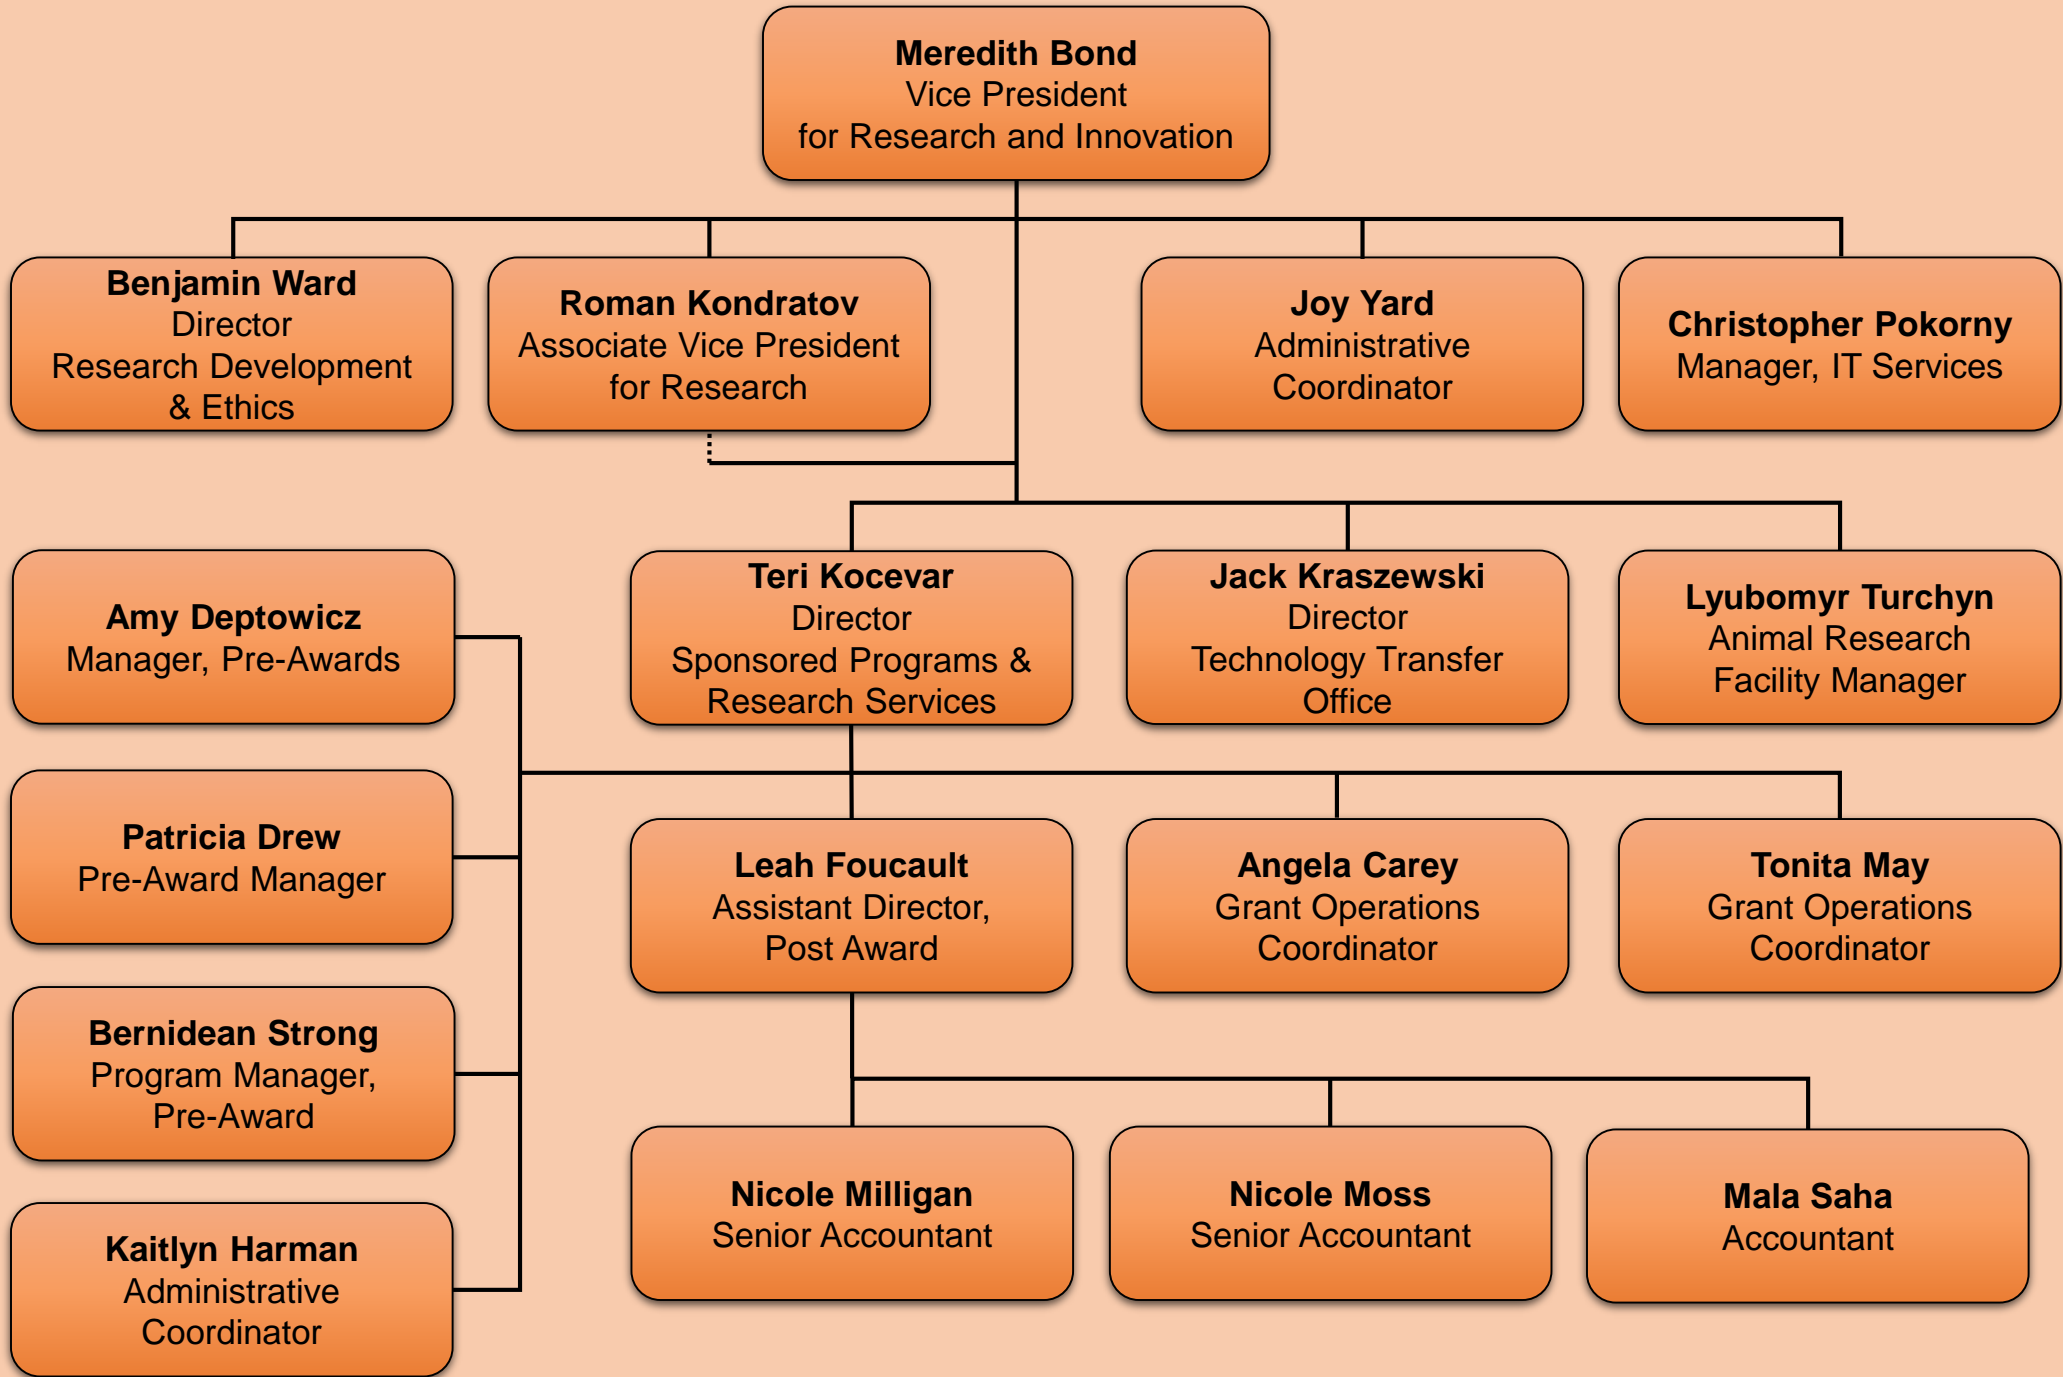 Meredith Bond
Vice President
for Research and Innovation
Benjamin Ward
Director
Research Development
& Ethics
Roman Kondratov
Associate Vice President
for Research
Joy Yard
Administrative
Coordinator
Christopher Pokorny
Manager, IT Services
Amy Deptowicz
Manager, Pre-Awards
Teri Kocevar
Director
Sponsored Programs &
Research Services
Jack Kraszewski
Director
Technology Transfer
Office
Lyubomyr Turchyn
Animal Research
Facility Manager
Patricia Drew
Pre-Award Manager
Leah Foucault
Assistant Director,
Post Award
Angela Carey
Grant Operations
Coordinator
Tonita May
Grant Operations
Coordinator
Bernidean Strong
Program Manager,
Pre-Award
Nicole Milligan
Senior Accountant
Nicole Moss
Senior Accountant
Mala Saha
Accountant
Kaitlyn Harman
Administrative
Coordinator